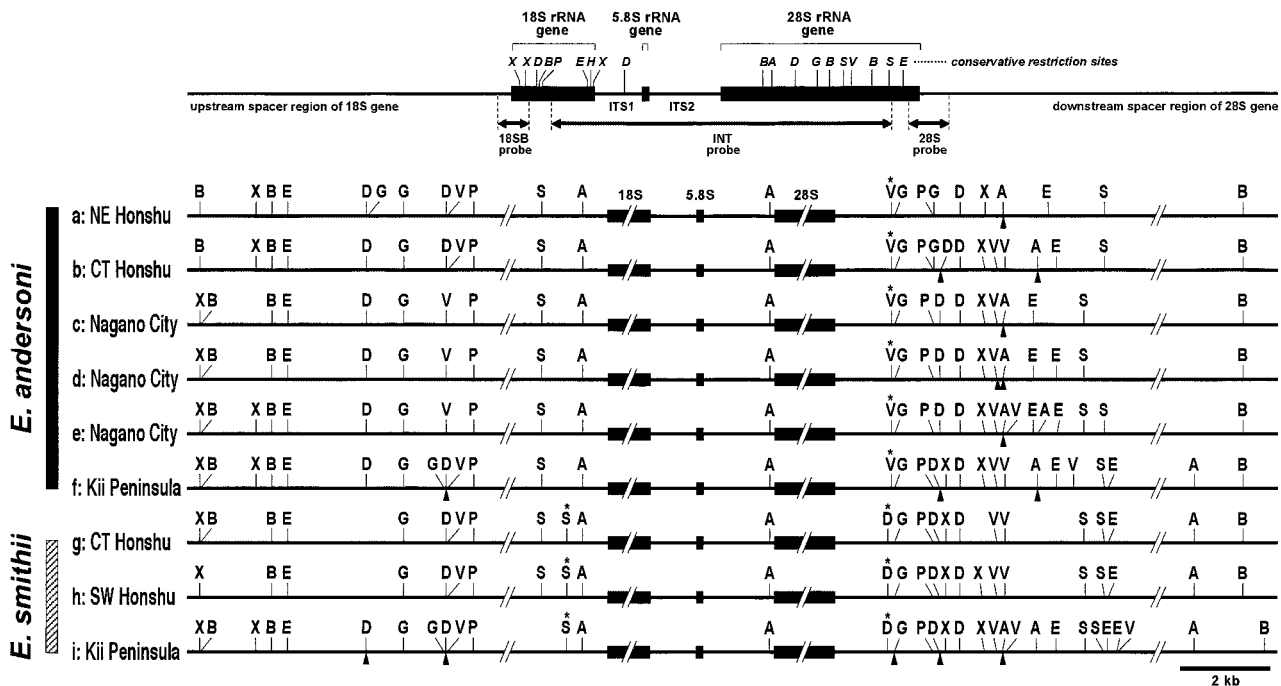 18S rRNA gene
5.8S rRNA gene
28S rRNA gene
X X D B P E H X D B A D G B S V B S E conservative restriction sites
upstream spacer region of 18S gene
ITS1 ITS2
downstream spacer region of 28S gene
18SB probe
INT probe
28S probe
B X B E D G G D V P S A 18S 5.8S A 28S * V G P G D X A E S B
a: NE Honshu
B X B E D G D V P S A A * V G P G D D X V V A E S B
b: CT Honshu
X B B E D G V P S A A * V G P D D X V A E S
c: Nagano City
X B X B E D G V P S A A * V G P D D X V A E E S B
d: Nagano City
X B X B E D G V P S A A * V G P D D X V A V E A E S S B
e: Nagano City
X B X B E D G G D V P S A A * V G P D X D X V V A E V S E A B
f: Kii Peninsula
X B B E G D V P S * S A A * D G P D X D V V S S E A B
g: CT Honshu
X B E G D V P S * S A A * D G P D X D X V V S S E A B
h: SW Honshu
X B X B E D G G D V P * S A A * D G P D X D X V A V A E S S E E V A B
i: Kii Peninsula
E. andersoni
E. smithii
2 kb